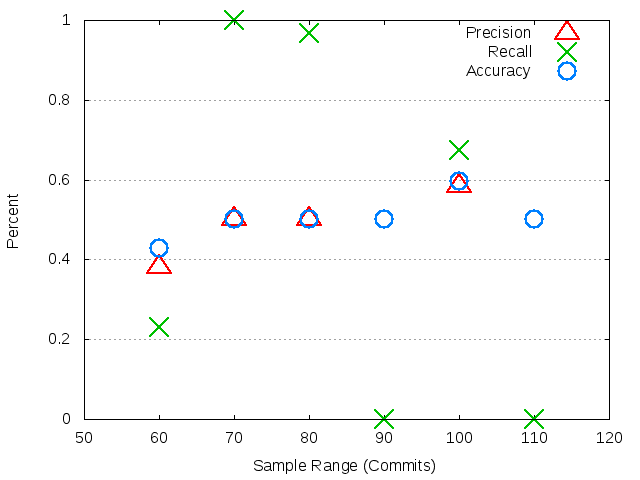 1
0.8
0.6
0.4
0.2
0
50 60 70 80 90 100 110 120
Percent
Sample Range (Commits)
Precision
Recall
Accuracy